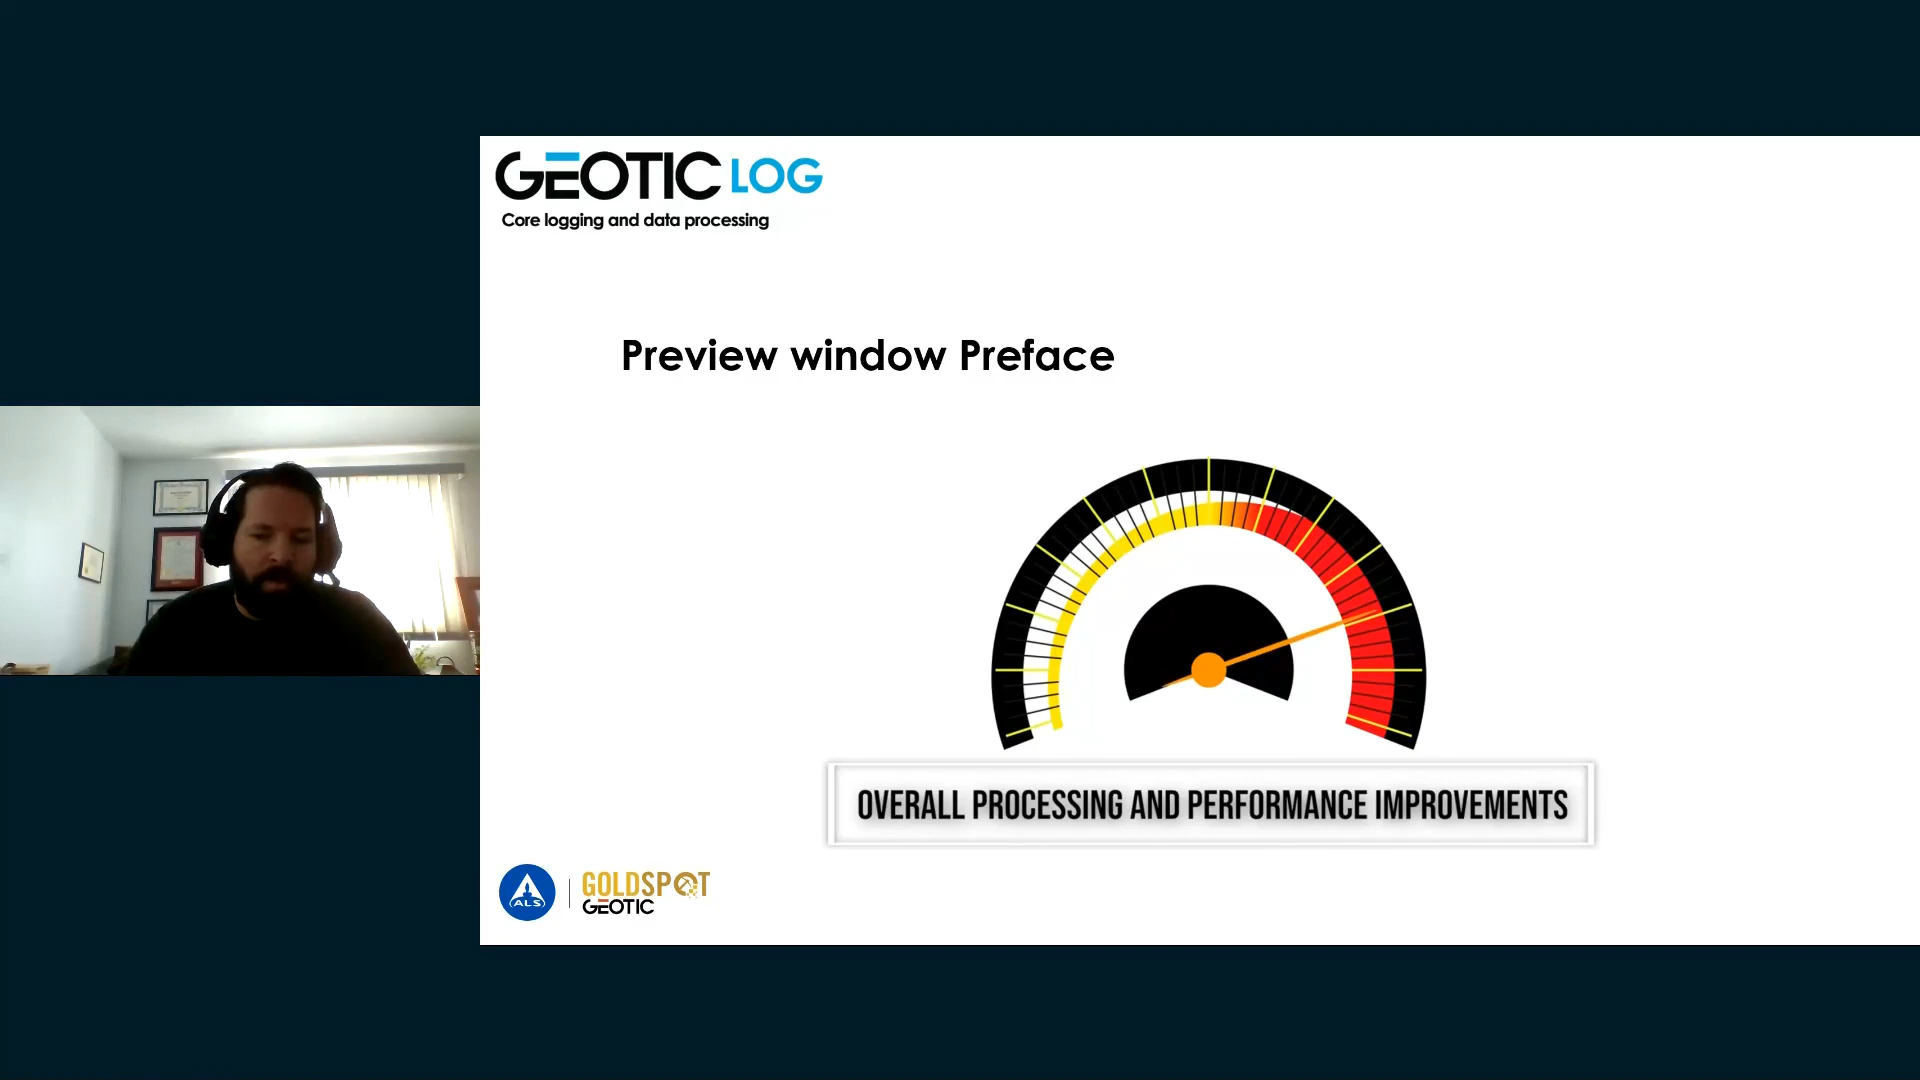 GEOTIC LOG
Core logging and data processing
Preview window Preface
OVERALL PROCESSING AND PERFORMANCE IMPROVEMENTS
ALS
GOLDSPOT
GEOTIC